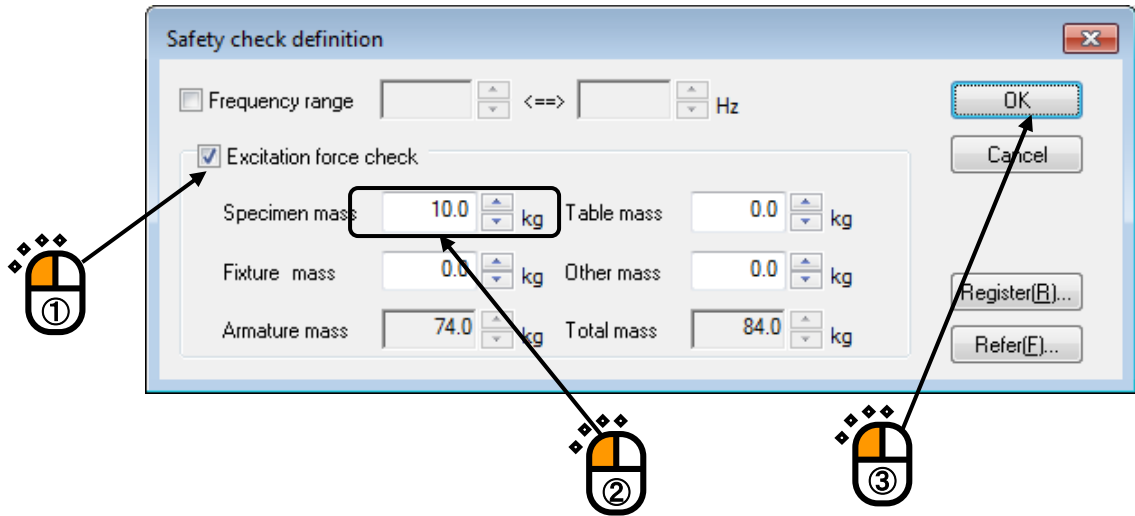 Safety check definition
Frequency range <==> Hz
OK
Excitation force check
Cancel
Specimen mass 10.0 kg Table mass 0.0 kg
Fixture mass 0.0 kg Other mass 0.0 kg
Register(R)...
Armature mass 74.0 kg Total mass 84.0 kg
Refer(F)...
①
②
③